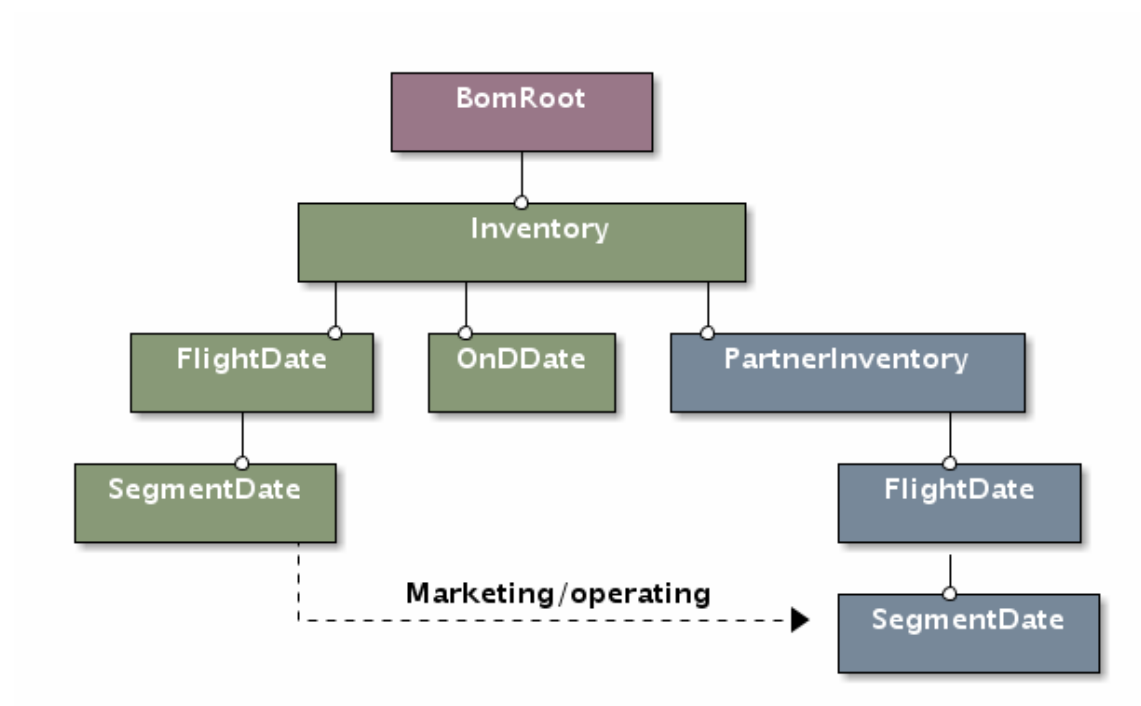 BomRoot
Inventory
FlightDate
OnDDate
PartnerInventory
SegmentDate
FlightDate
Marketing/operating
SegmentDate